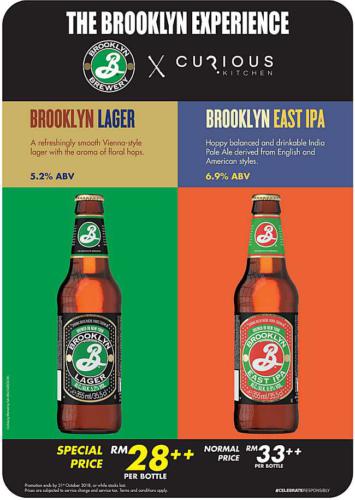 THE BROOKLYN EXPERIENCE
BROOKLYN
B
BREWERY
X
CURIOUS
KITCHEN
BROOKLYN LAGER
A refreshingly smooth Vienna-style
lager with the aroma of floral hops.
5.2% ABV
BROOKLYN EAST IPA
Hoppy balanced and drinkable India
Pale Ale derived from English and
American styles.
6.9% ABV
B
BROOKLYN
B
LAGER
B
BROOKLYN
B
EAST IPA
SPECIAL
PRICE
RM28++
PER BOTTLE
NORMAL
PRICE
RM33++
PER BOTTLE
Promotion ends by 31st October 2018, or while stocks last.
Prices are subjected to service charge and service tax. Terms and conditions apply.
#CELEBRATERESPONSIBLY